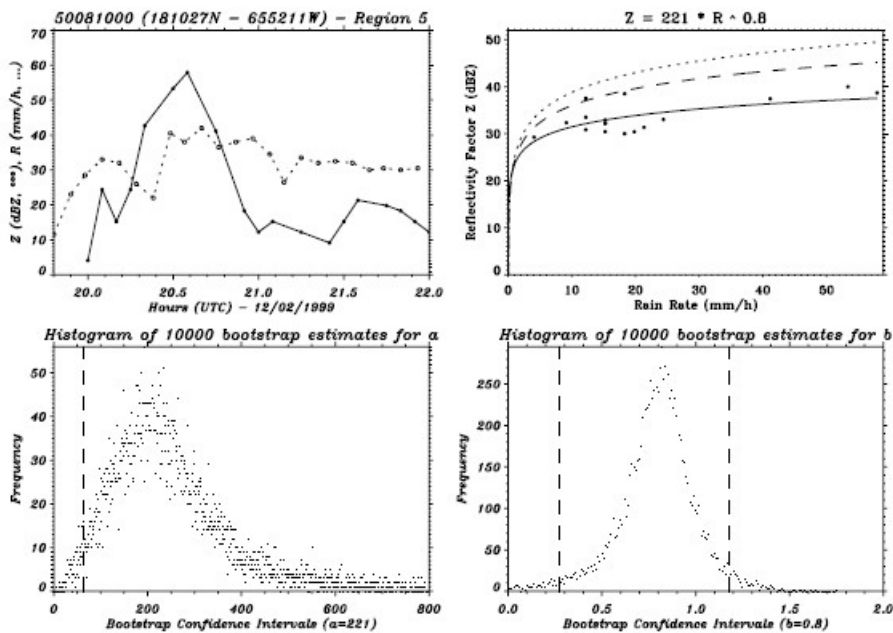 50081000 (181027N - 655211W) - Region 5
Z (dBZ, ***), R (mm/h, ...)
70
60
50
40
30
20
10
0
20.0 20.5 21.0 21.5 22.0
Hours (UTC) - 12/02/1999
Z = 221 * R ^ 0.8
Reflectivity Factor Z (dBZ)
50
40
30
20
10
0
0 10 20 30 40 50
Rain Rate (mm/h)
Histogram of 10000 bootstrap estimates for a
Frequency
50
40
30
20
10
0
0 200 400 600 800
Bootstrap Confidence Intervals (a=221)
Histogram of 10000 bootstrap estimates for b
Frequency
250
200
150
100
50
0
0.0 0.5 1.0 1.5 2.0
Bootstrap Confidence Intervals (b=0.8)